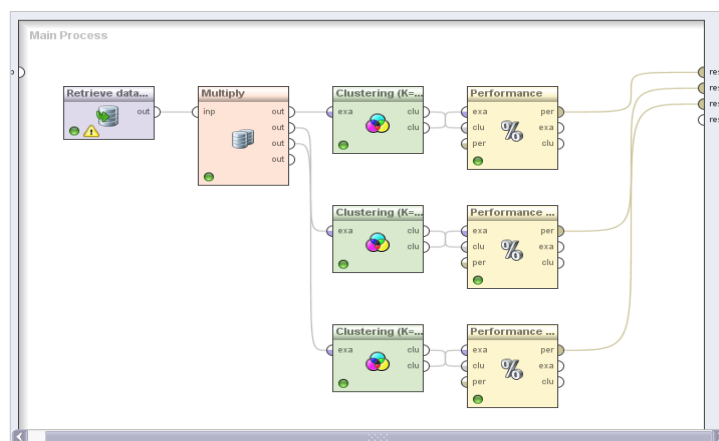 Main Process
Retrieve data...
out
Multiply
inp
out
out
out
out
Clustering (K=...
exa
clu
clu
Performance
exa
clu
per
per
exa
clu
res
res
res
res
Clustering (K=...
exa
clu
clu
Performance ...
exa
clu
per
per
exa
clu
Clustering (K=...
exa
clu
clu
Performance ...
exa
clu
per
per
exa
clu